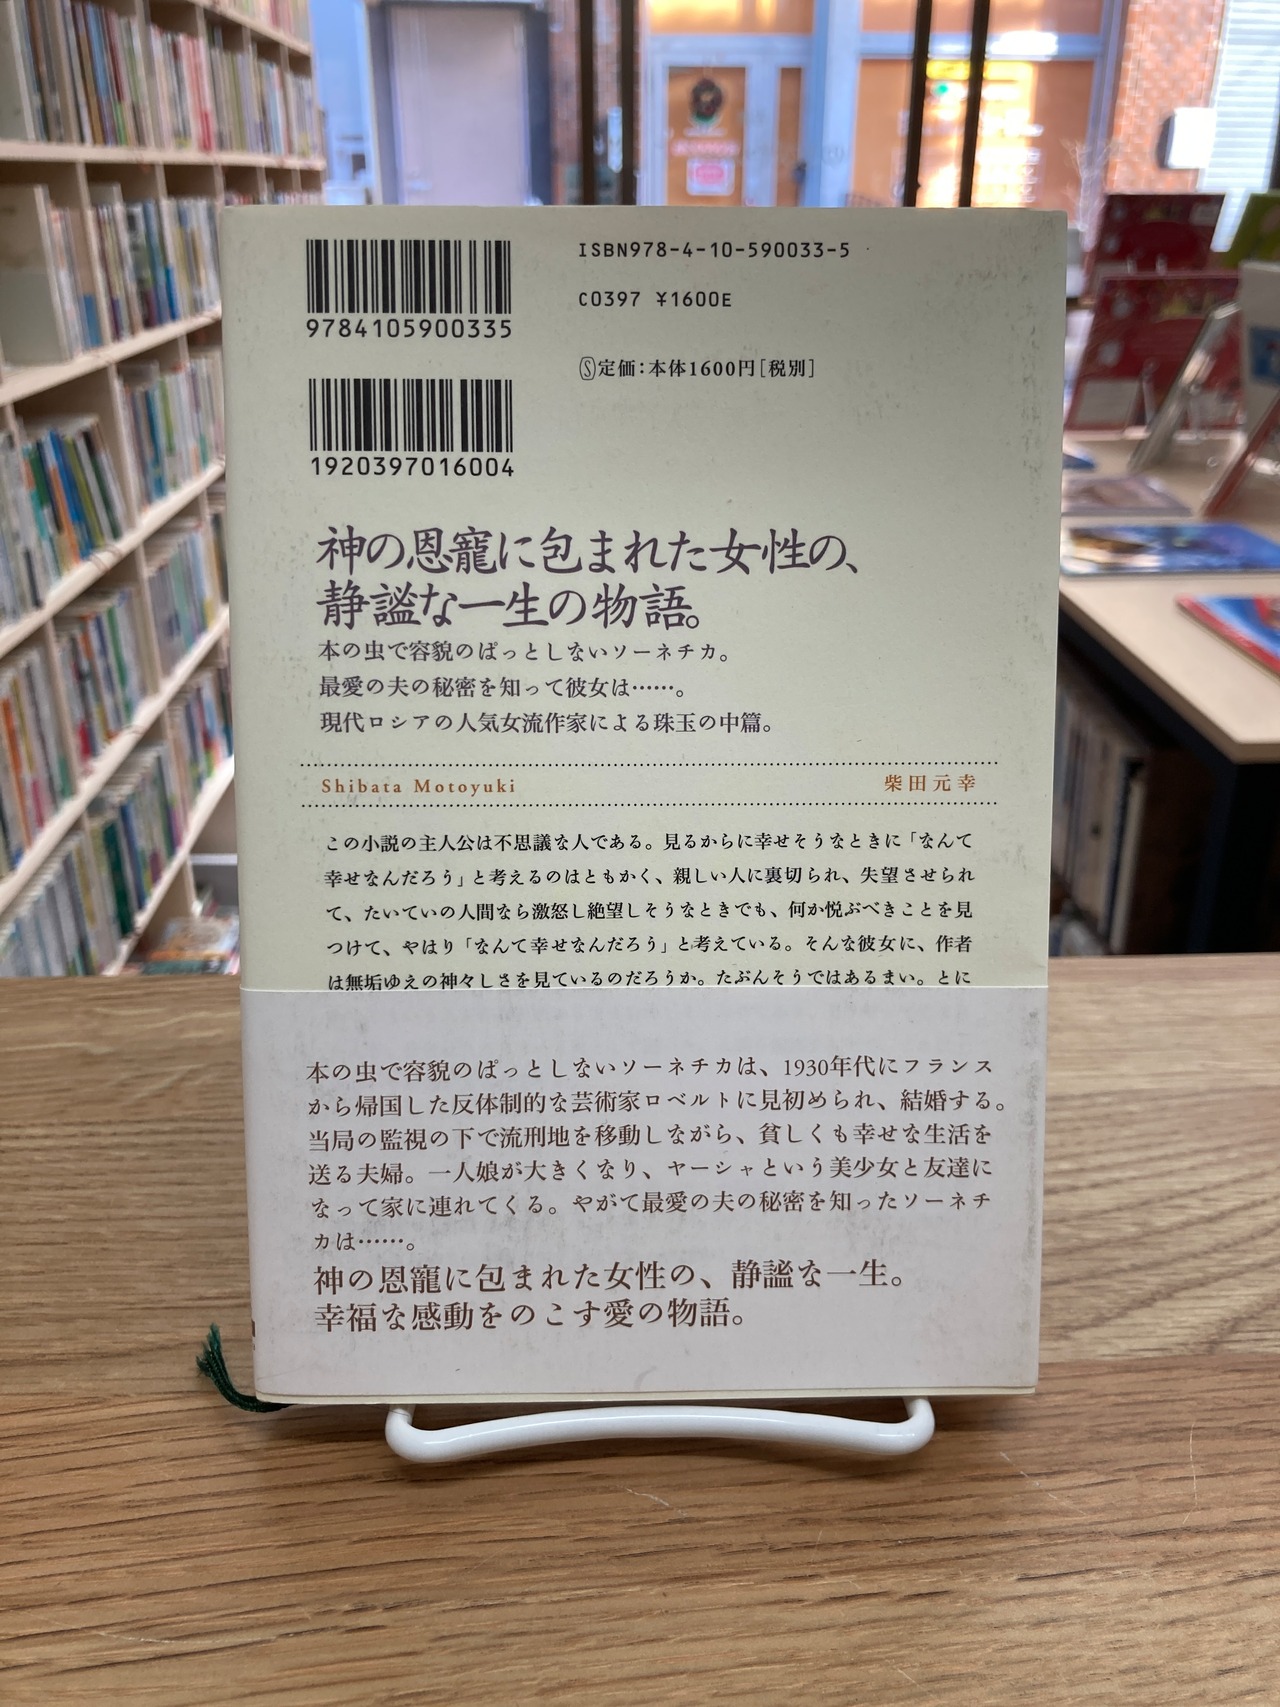 9784105900335
ISBN978-4-10-590033-5
C0397 ¥1600E
Ⓢ定価:本体1600円[税別]
1920397016004
神の恩寵に包まれた女性の、
静謐な一生の物語。
本の虫で容貌のぱっとしないソーネチカ。
最愛の夫の秘密を知って彼女は……。
現代ロシアの人気女流作家による珠玉の中篇。
Shibata Motoyuki 柴田元幸
この小説の主人公は不思議な人である。見るからに幸せそうなときに「なんて
幸せなんだろう」と考えるのはともかく、親しい人に裏切られ、失望させられ
て、たいていの人間なら激怒し絶望しそうなときでも、何か悦ぶべきことを見
つけて、やはり「なんて幸せなんだろう」と考えている。そんな彼女に、作者
は無垢ゆえの神々しさを見ているのだろうか。たぶんそうではあるまい。とに
本の虫で容貌のぱっとしないソーネチカは、1930年代にフランス
から帰国した反体制的な芸術家ロベルトに見初められ、結婚する。
当局の監視の下で流刑地を移動しながら、貧しくも幸せな生活を
送る夫婦。一人娘が大きくなり、ヤーシャという美少女と友達に
なって家に連れてくる。やがて最愛の夫の秘密を知ったソーネチ
カは……。
神の恩寵に包まれた女性の、静謐な一生。
幸福な感動をのこす愛の物語。